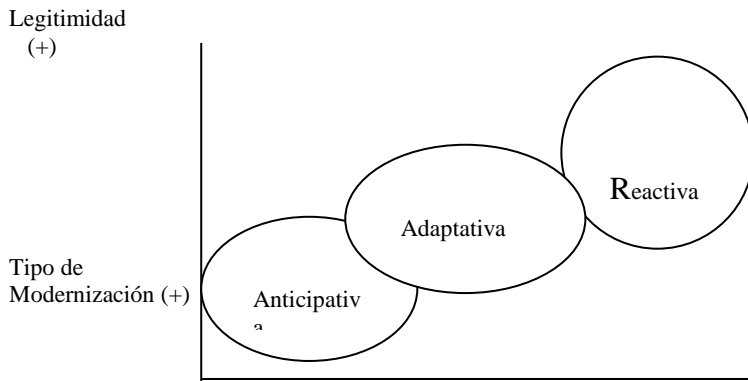 Legitimidad
(+)
Reactiva
Adaptativa
Tipo de
Modernización (+)
Anticipativ
a